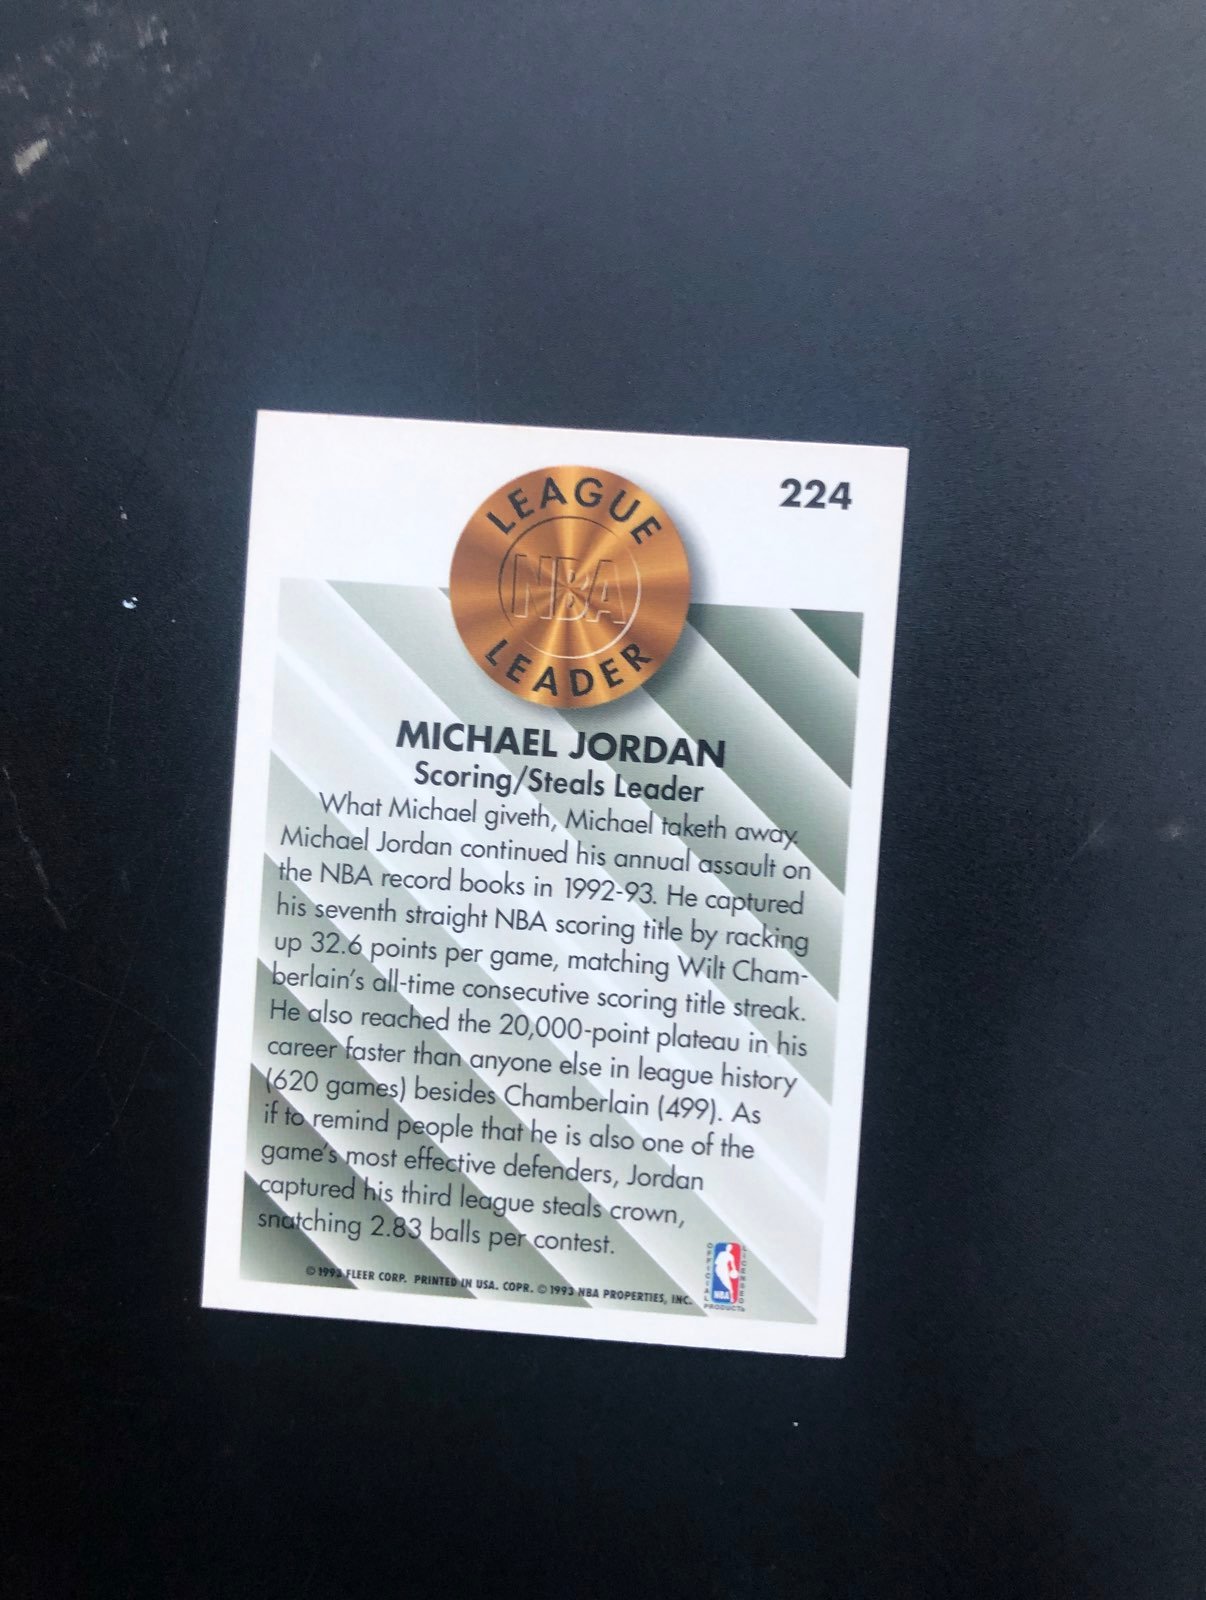 224
LEAGUE
NBA
LEADER
MICHAEL JORDAN
Scoring/Steals Leader
What Michael giveth, Michael taketh away.
Michael Jordan continued his annual assault on
the NBA record books in 1992-93. He captured
his seventh straight NBA scoring title by racking
up 32.6 points per game, matching Wilt Cham-
berlain's all-time consecutive scoring title streak.
He also reached the 20,000-point plateau in his
career faster than anyone else in league history
(620 games) besides Chamberlain (499). As
if to remind people that he is also one of the
game's most effective defenders, Jordan
captured his third league steals crown,
snatching 2.83 balls per contest.
© 1993 FLEER CORP. PRINTED IN USA. COPR. © 1993 NBA PROPERTIES, INC.
OFFICIAL
LICENSED
NBA
PRODUCTS